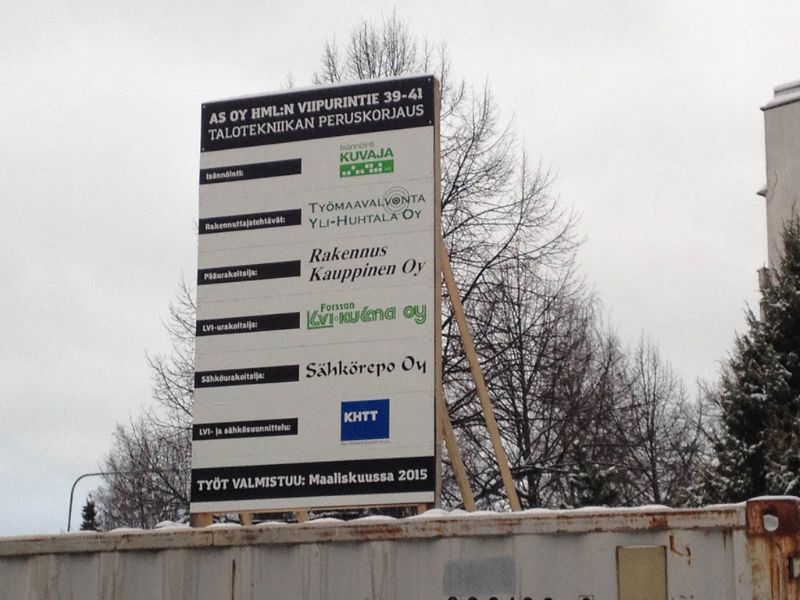 AS OY HML:N VIIPURINTIE 39-41
TALOTEKNIIKAN PERUSKORJAUS
Isännöinti:
Isännöinti
KUVAJA
Rakennuttajatehtävät:
TYÖMAAVALVONTA
YLI-HUHTALA OY
Pääurakoitsija:
Rakennus
Kauppinen Oy
LVI-urakoitsija:
Forssan
LVI-KULMA OY
Sähköurakoitsija:
Sähkörepo Oy
LVI- ja sähkösuunnittelu:
KHTT
TYÖT VALMISTUU: Maaliskuussa 2015